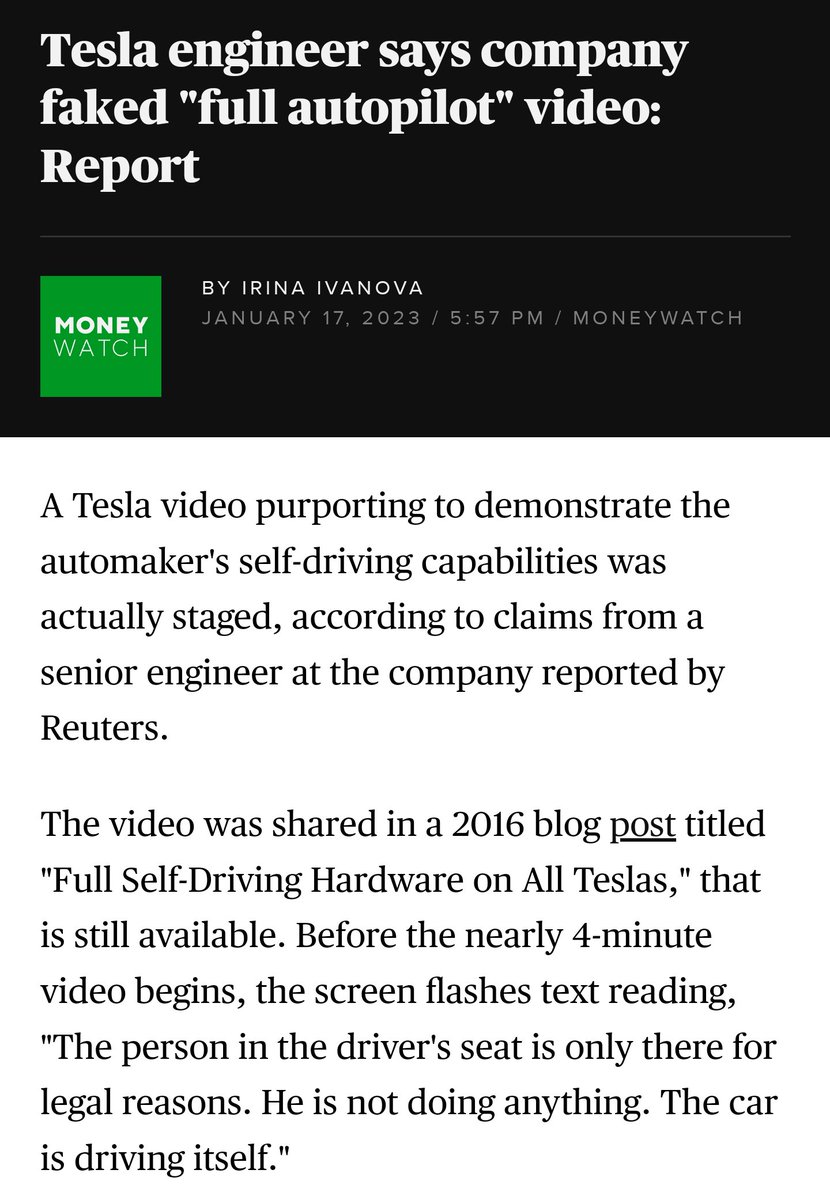 Tesla engineer says company
faked "full autopilot" video:
Report
MONEY
WATCH
BY IRINA IVANOVA
JANUARY 17, 2023 / 5:57 PM / MONEYWATCH
A Tesla video purporting to demonstrate the
automaker's self-driving capabilities was
actually staged, according to claims from a
senior engineer at the company reported by
Reuters.
The video was shared in a 2016 blog post titled
"Full Self-Driving Hardware on All Teslas," that
is still available. Before the nearly 4-minute
video begins, the screen flashes text reading,
"The person in the driver's seat is only there for
legal reasons. He is not doing anything. The car
is driving itself."